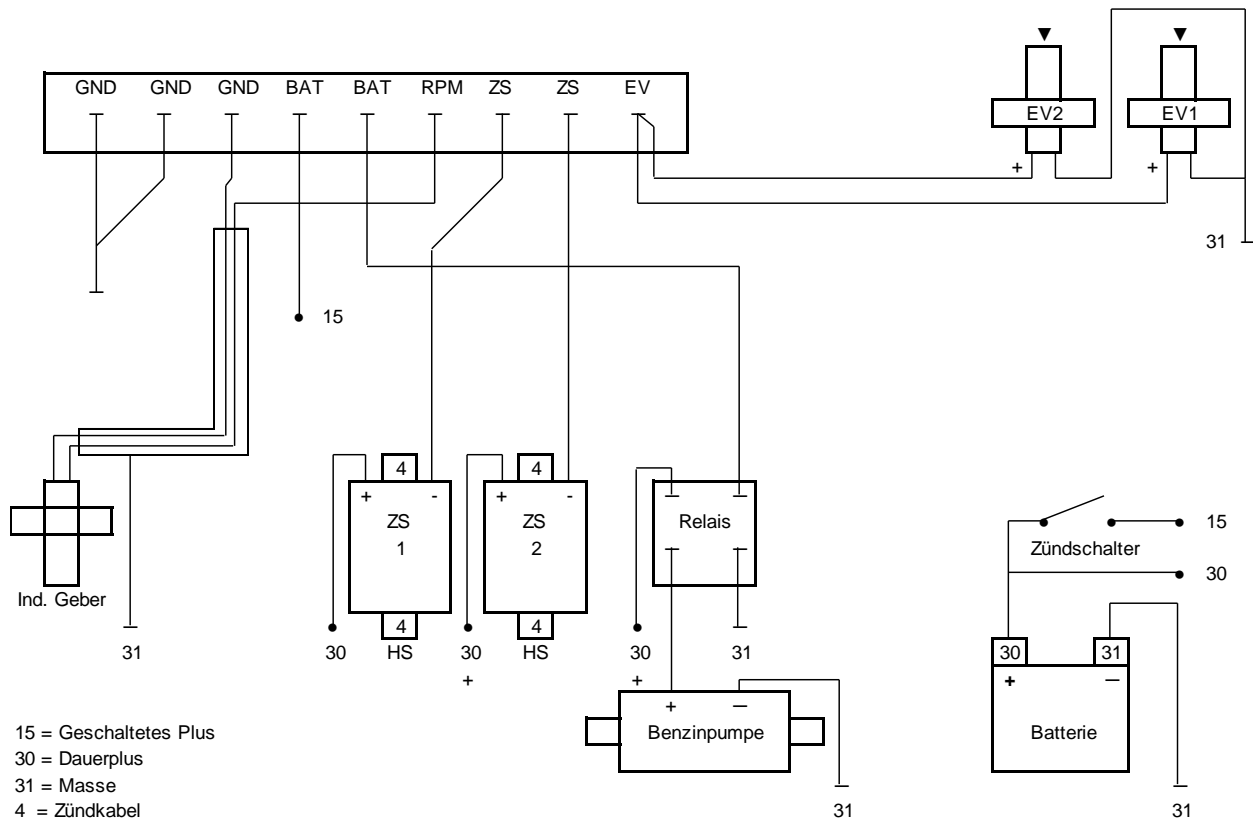 GND GND GND BAT BAT RPM ZS ZS EV
EV2 EV1
+ +
31
15
4 4
+ - + -
ZS ZS Relais
1 2
15
Zündschalter
30
Ind. Geber
4 4
31 30 HS 30 HS 30 31
+ +
30 31
+ –
+ –
Benzinpumpe Batterie
15 = Geschaltetes Plus
30 = Dauerplus
31 = Masse
4 = Zündkabel
31 31